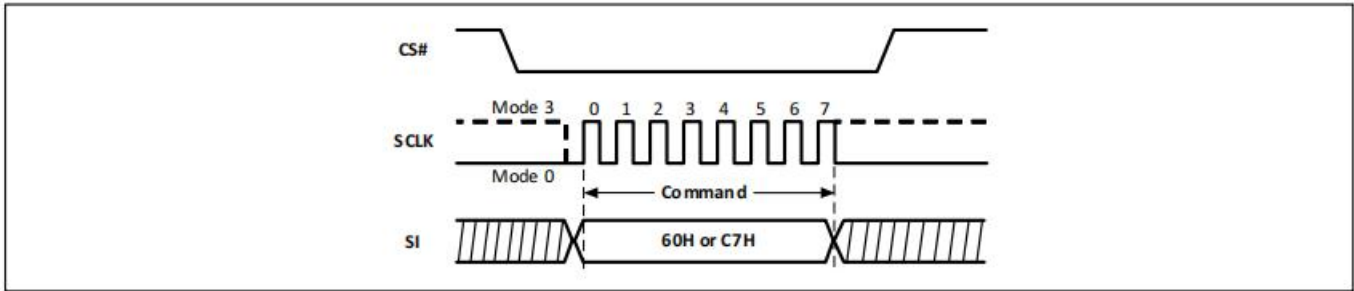 CS#
Mode 3
0 1 2 3 4 5 6 7
SCLK
Mode 0
Command
SI
60H or C7H